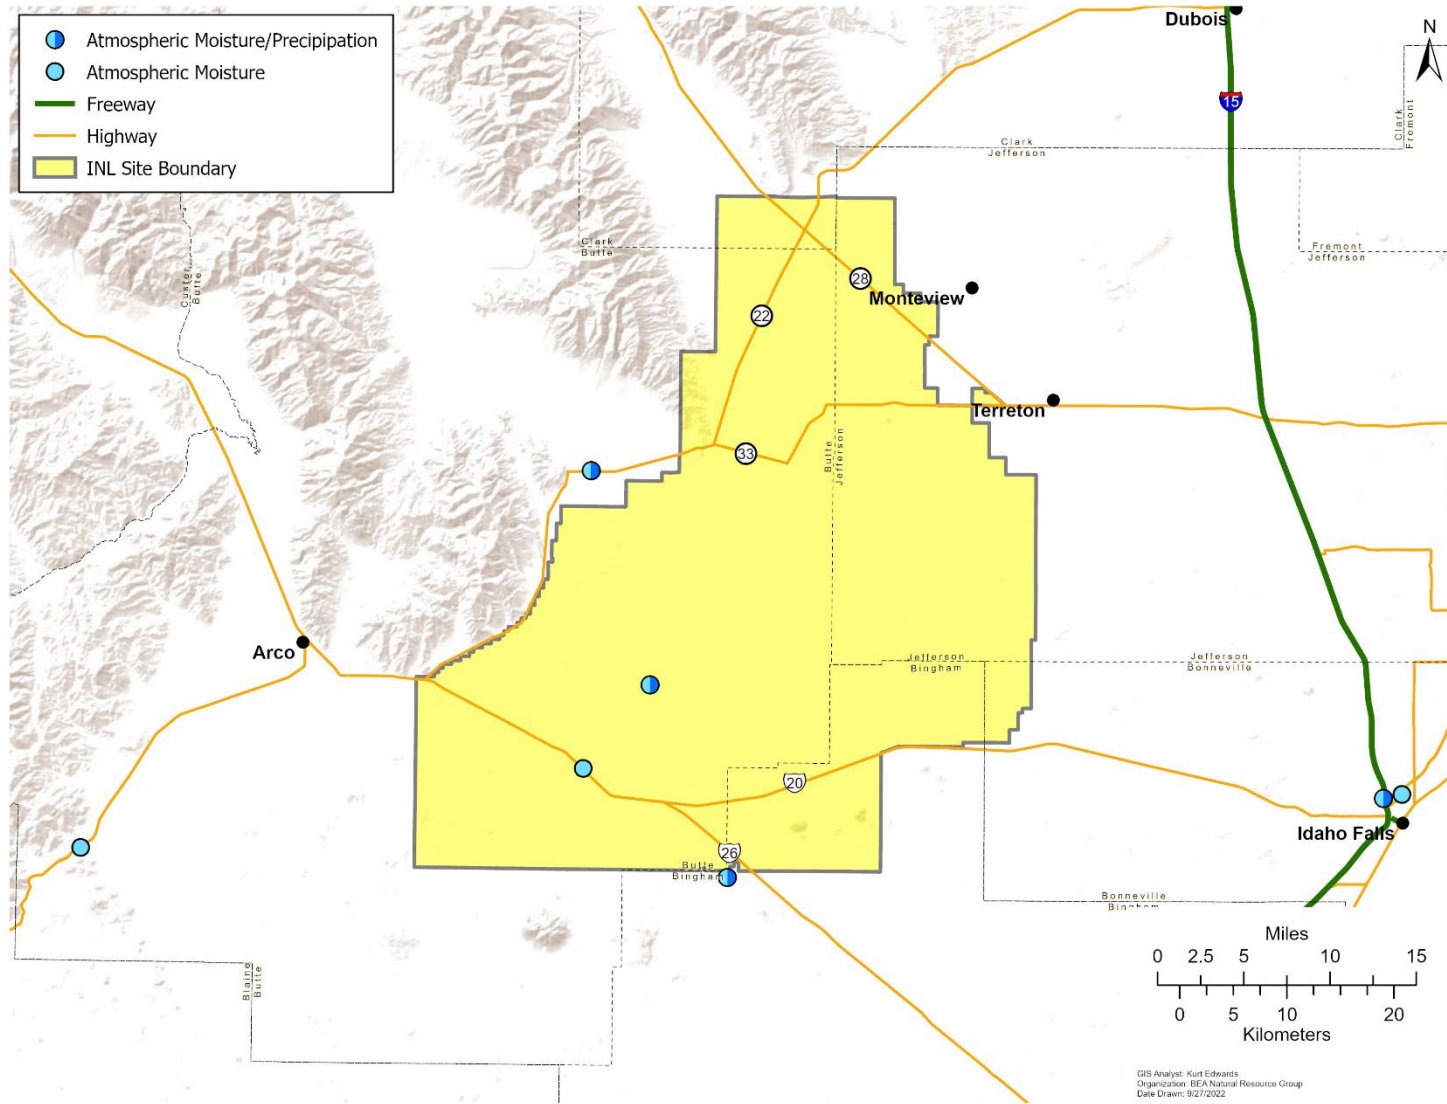 Atmospheric Moisture/Precipipation
Atmospheric Moisture
Freeway
Highway
INL Site Boundary
Dubois
N
15
Clark
Fremont
Clark
Jefferson
Custer
Butte
Clark
Butte
Fremont
Jefferson
28
Monteview
22
Terreton
Butte
Jefferson
33
Arco
Jefferson
Bingham
Jefferson
Bonneville
20
Idaho Falls
26
Butte
Bingham
Bonneville
Bingham
Blaine
Butte
Miles
0 2.5 5 10 15
0 5 10 20
Kilometers
GIS Analyst: Kurt Edwards
Organization: BEA Natural Resource Group
Date Drawn: 9/27/2022